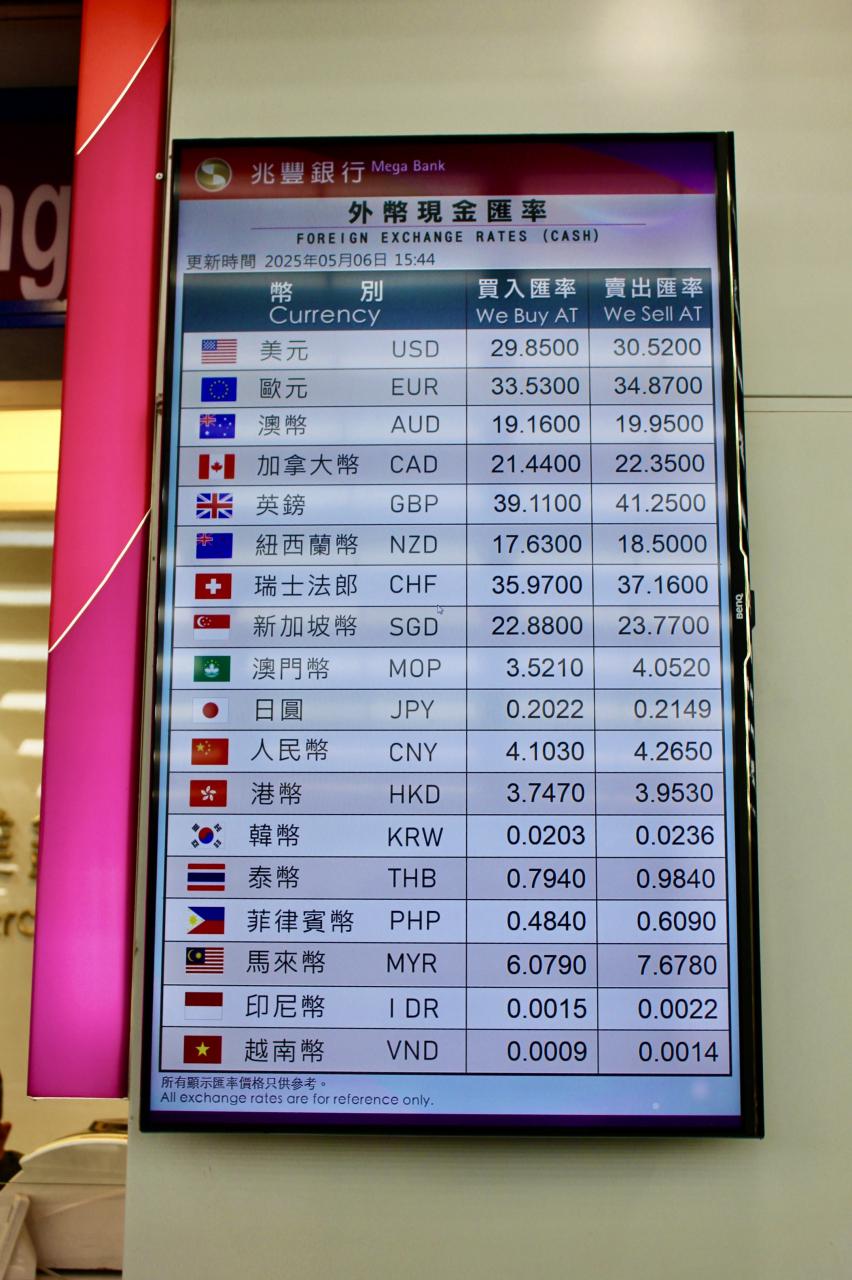 ng
兆豐銀行 Mega Bank
外幣現金匯率
FOREIGN EXCHANGE RATES (CASH)
更新時間 2025年05月06日 15:44
幣別 買入匯率 賣出匯率
Currency We Buy AT We Sell AT
美元 USD 29.8500 30.5200
歐元 EUR 33.5300 34.8700
澳幣 AUD 19.1600 19.9500
加拿大幣 CAD 21.4400 22.3500
英鎊 GBP 39.1100 41.2500
紐西蘭幣 NZD 17.6300 18.5000
瑞士法郎 CHF 35.9700 37.1600
新加坡幣 SGD 22.8800 23.7700
澳門幣 MOP 3.5210 4.0520
日圓 JPY 0.2022 0.2149
人民幣 CNY 4.1030 4.2650
港幣 HKD 3.7470 3.9530
韓幣 KRW 0.0203 0.0236
泰幣 THB 0.7940 0.9840
菲律賓幣 PHP 0.4840 0.6090
馬來幣 MYR 6.0790 7.6780
印尼幣 IDR 0.0015 0.0022
越南幣 VND 0.0009 0.0014
所有顯示匯率價格只供參考。
All exchange rates are for reference only.
BenQ